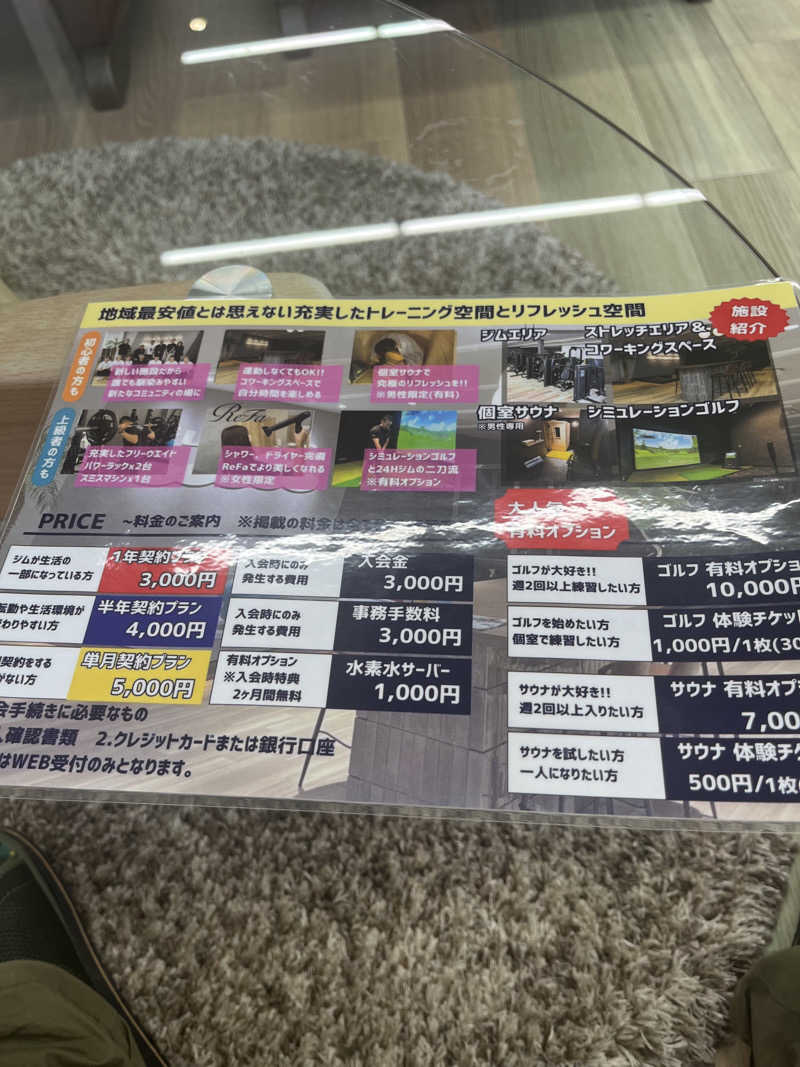 地域最安値とは思えない充実したトレーニング空間とリフレッシュ空間
施設
紹介
初心者の方も
新しい施設だから
誰でも馴染みやすい
新たなコミュニティの場に
運動しなくてもOK!!
コワーキングスペースで
自分時間を楽しめる
個室サウナで
究極のリフレッシュを!!
※男性限定(有料)
ジムエリア
ストレッチエリア&
コワーキングスペース
上級者の方も
充実したフリーウエイト
パワーラックx2台
スミスマシンx1台
ReFa
シャワー、ドライヤー完備
ReFaでより美しくなれる
※女性限定
シミュレーションゴルフ
と24Hジムの二刀流
※有料オプション
個室サウナ
※男性専用
シミュレーションゴルフ
PRICE ~料金のご案内 ※掲載の料金は
有料オプション
ジムが生活の
一部になっている方
1年契約プラン
3,000円
入会時にのみ
発生する費用
入会金
3,000円
ゴルフが大好き!!
週2回以上練習したい方
ゴルフ 有料オプショ
10,000円
転勤や生活環境が
変わりやすい方
半年契約プラン
4,000円
入会時にのみ
発生する費用
事務手数料
3,000円
ゴルフを始めたい方
個室で練習したい方
ゴルフ 体験チケッ
1,000円/1枚(30
契約をする
がない方
単月契約プラン
5,000円
有料オプション
※入会時特典
2ヶ月間無料
水素水サーバー
1,000円
サウナが大好き!!
週2回以上入りたい方
サウナ 有料オプ
7,00
サウナを試したい方
一人になりたい方
サウナ 体験チケ
500円/1枚(
会手続きに必要なもの
確認書類 2.クレジットカードまたは銀行口座
はWEB受付のみとなります。